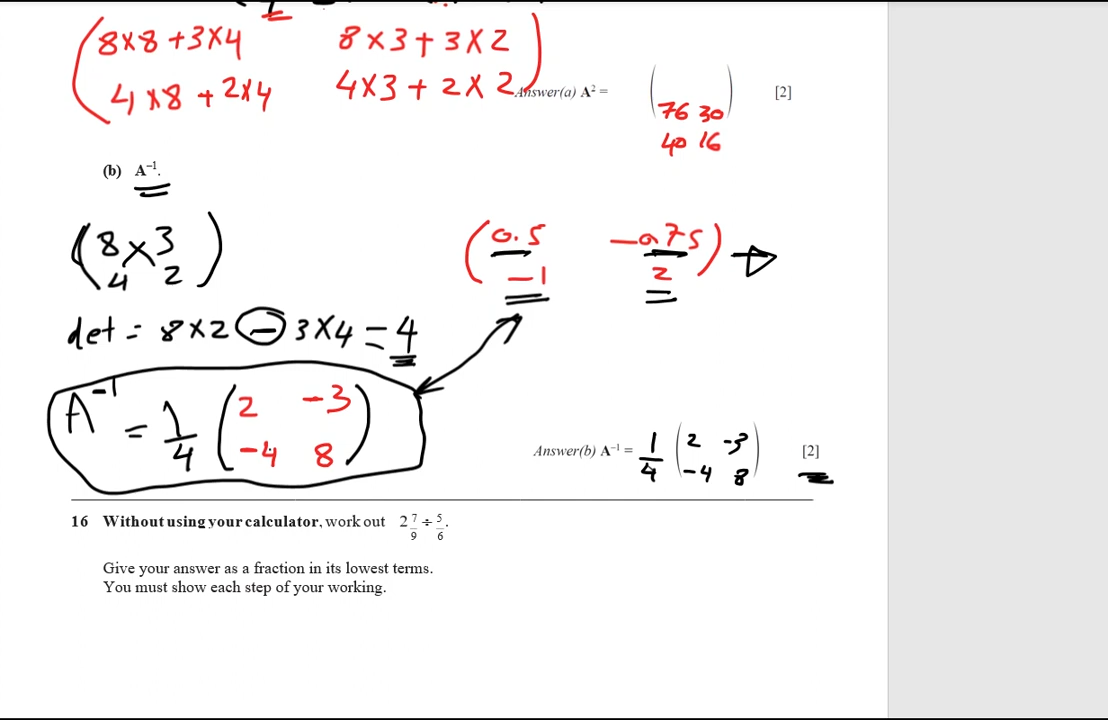 8×8+3×4 8×3+3×2
4×8+2×4 4×3+2×2
Answer(a) A² = [2]
76 30
40 16
(b) A⁻¹.
8 × 3
4 2
0.5 -0.75
-1 2
det = 8×2 - 3×4 = 4
A⁻¹ = 1/4 ( 2 -3
-4 8 )
Answer(b) A⁻¹ = 1/4 ( 2 -3
-4 8 ) [2]
16 Without using your calculator, work out 2 7/9 ÷ 5/6.
Give your answer as a fraction in its lowest terms.
You must show each step of your working.